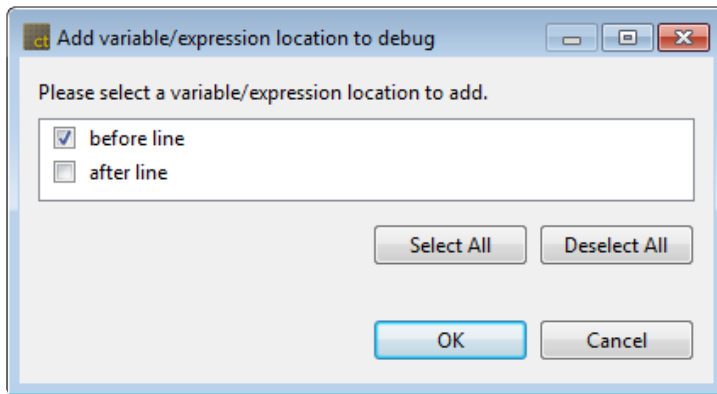 ct Add variable/expression location to debug
Please select a variable/expression location to add.
before line
after line
Select All Deselect All
OK Cancel